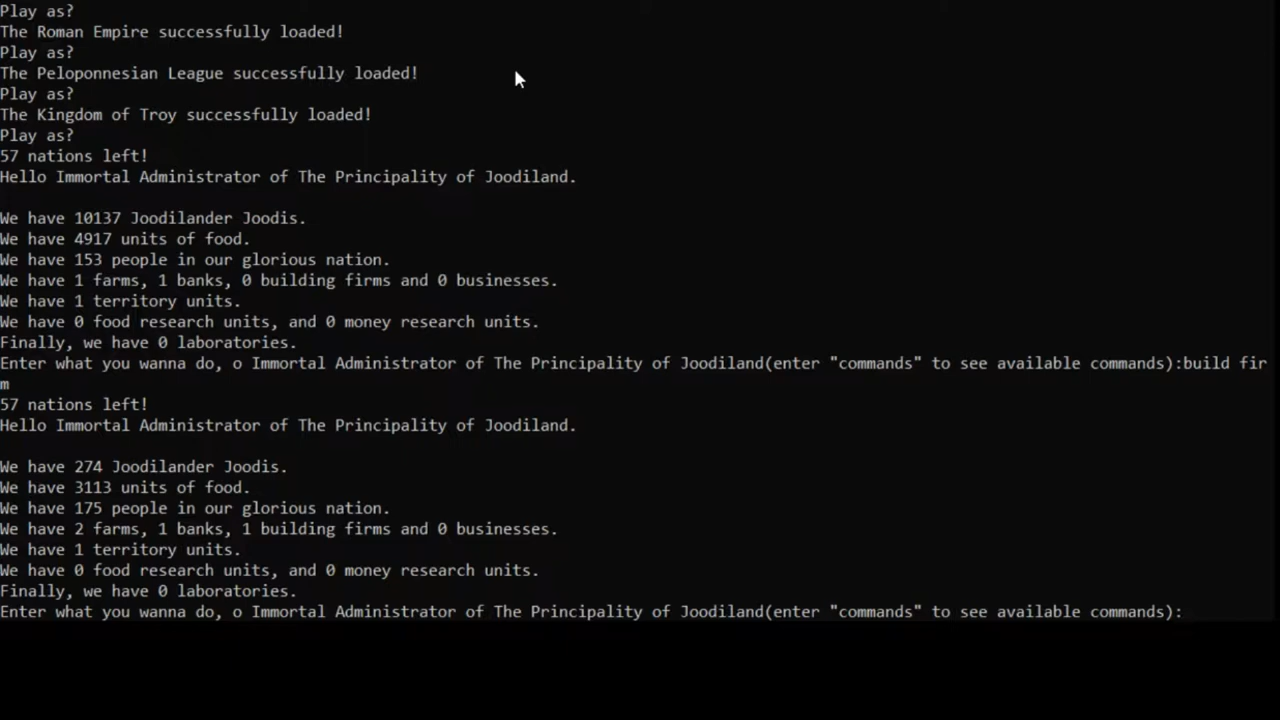 Play as?
The Roman Empire successfully loaded!
Play as?
The Peloponnesian League successfully loaded!
Play as?
The Kingdom of Troy successfully loaded!
Play as?
57 nations left!
Hello Immortal Administrator of The Principality of Joodiland.
We have 10137 Joodilander Joodis.
We have 4917 units of food.
We have 153 people in our glorious nation.
We have 1 farms, 1 banks, 0 building firms and 0 businesses.
We have 1 territory units.
We have 0 food research units, and 0 money research units.
Finally, we have 0 laboratories.
Enter what you wanna do, o Immortal Administrator of The Principality of Joodiland(enter "commands" to see available commands):build fir
m
57 nations left!
Hello Immortal Administrator of The Principality of Joodiland.
We have 274 Joodilander Joodis.
We have 3113 units of food.
We have 175 people in our glorious nation.
We have 2 farms, 1 banks, 1 building firms and 0 businesses.
We have 1 territory units.
We have 0 food research units, and 0 money research units.
Finally, we have 0 laboratories.
Enter what you wanna do, o Immortal Administrator of The Principality of Joodiland(enter "commands" to see available commands):